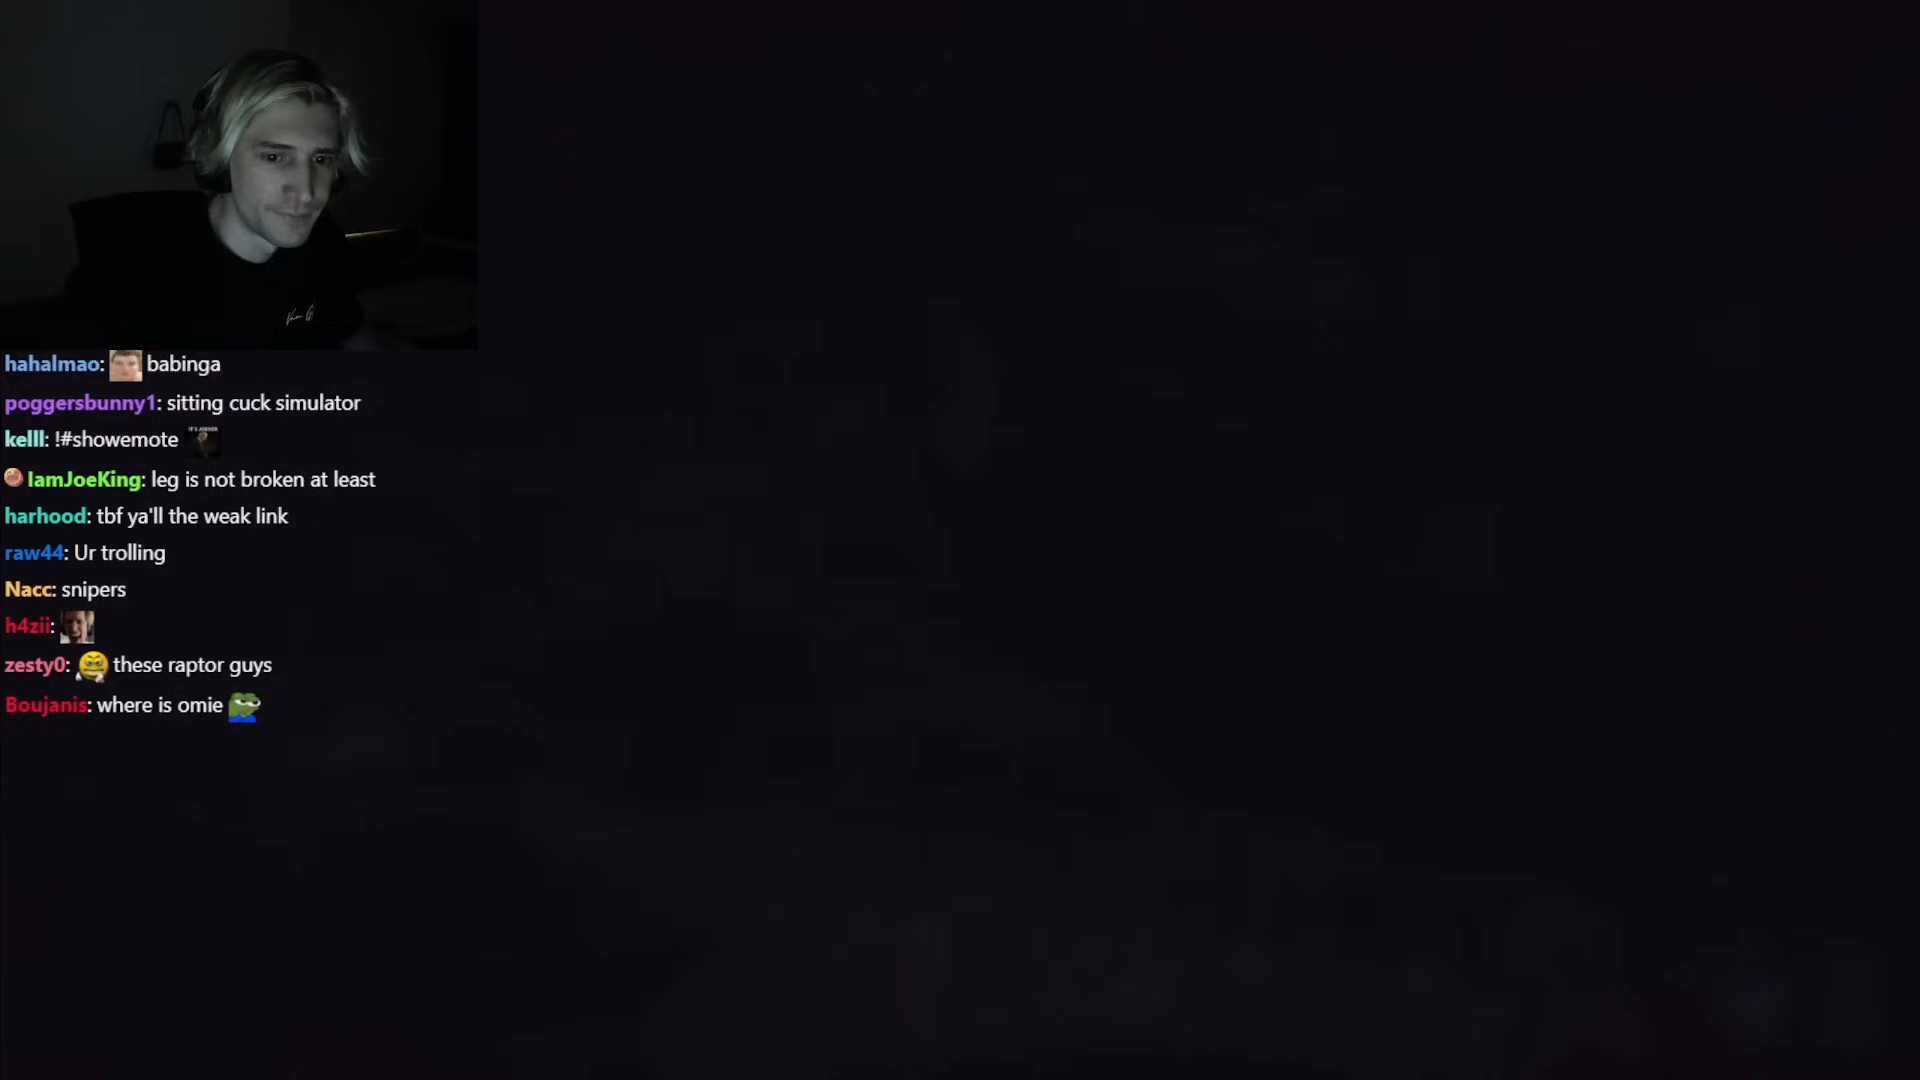 hahalmao: babinga
poggersbunny1: sitting cuck simulator
kelll: !#showemote
IamJoeKing: leg is not broken at least
harhood: tbf ya'll the weak link
raw44: Ur trolling
Nacc: snipers
h4zii:
zesty0: these raptor guys
Boujanis: where is omie